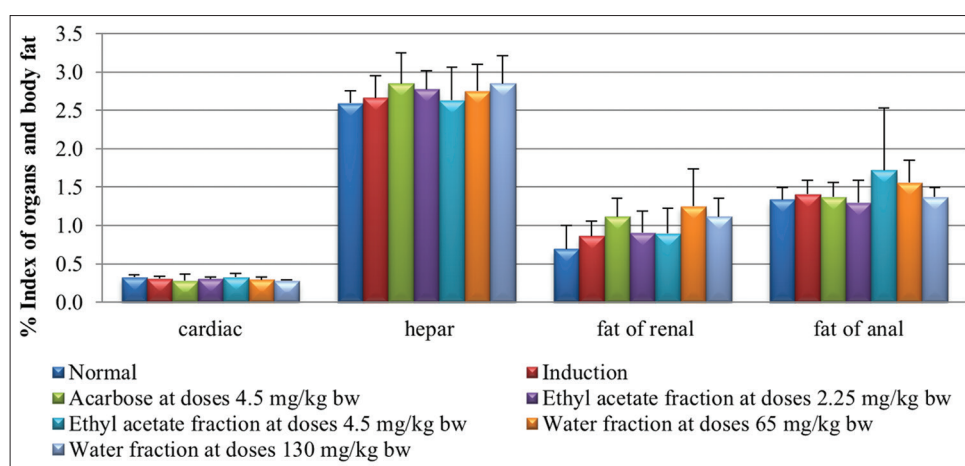 % Index of organs and body fat
3.5
3.0
2.5
2.0
1.5
1.0
0.5
0.0
cardiac hepar fat of renal fat of anal
Normal Induction
Acarbose at doses 4.5 mg/kg bw Ethyl acetate fraction at doses 2.25 mg/kg bw
Ethyl acetate fraction at doses 4.5 mg/kg bw Water fraction at doses 65 mg/kg bw
Water fraction at doses 130 mg/kg bw